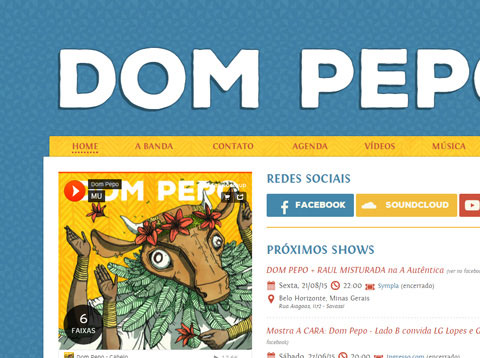 DOM PEPO
HOME A BANDA CONTATO AGENDA VÍDEOS MÚSICA
Dom Pepo
MU
DOM PEPO
6
FAIXAS
Dom Pepo - Cabein
REDES SOCIAIS
FACEBOOK SOUNDCLOUD
PRÓXIMOS SHOWS
DOM PEPO + RAUL MISTURADA na A Autêntica (ver no faceb
Sexta, 21/08/15 22:00 Sympla (encerrado)
Belo Horizonte, Minas Gerais
Rua Alagoas, 1172 - Savassi
Mostra A CARA: Dom Pepo - Lado B convida LG Lopes e G
facebook)
Sábado, 27/06/15 20:00 Ingresso.com (encerrado)